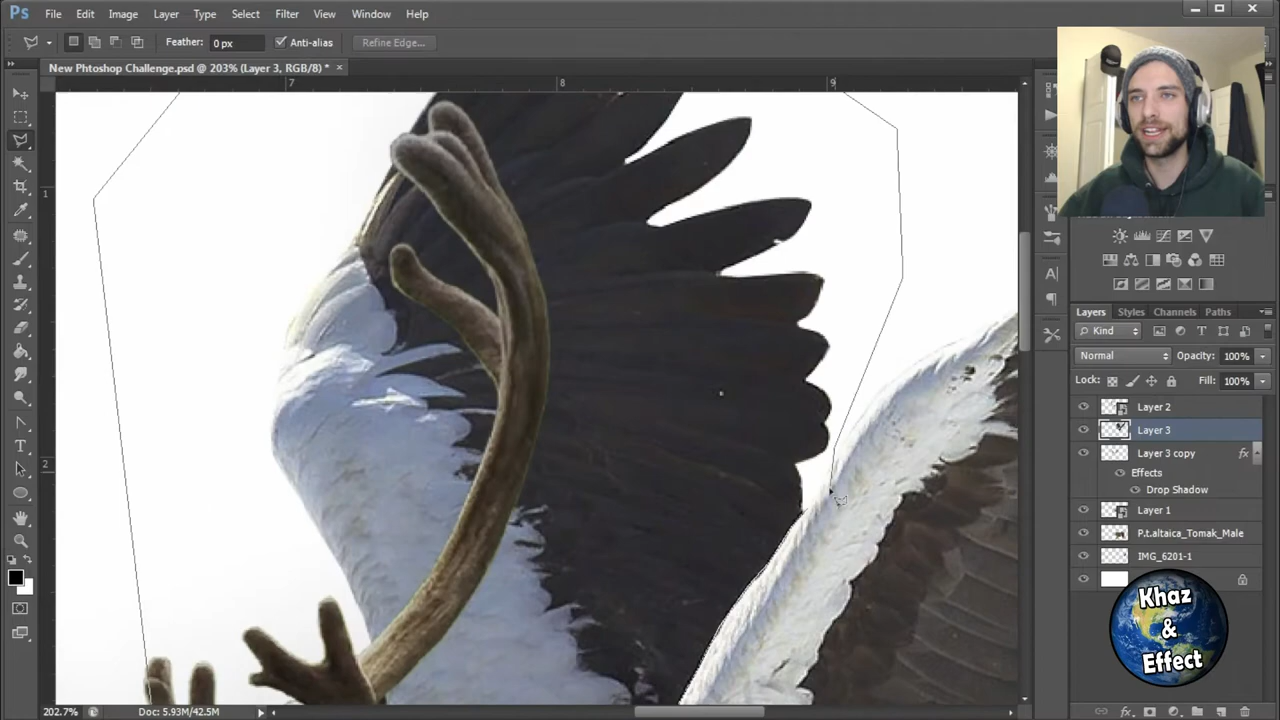 Ps File Edit Image Layer Type Select Filter View Window Help
Feather: 0 px Anti-alias Refine Edge...
New Phtoshop Challenge.psd @ 203% (Layer 3, RGB/8) * ×
7 8 9
1
2
Layers Styles Channels Paths
Kind
Normal Opacity: 100%
Lock: Fill: 100%
Layer 2
Layer 3
Layer 3 copy fx
Effects
Drop Shadow
Layer 1
P.t.altaica_Tomak_Male
IMG_6201-1
Khaz
&
Effect
202.7% Doc: 5.93M/42.5M